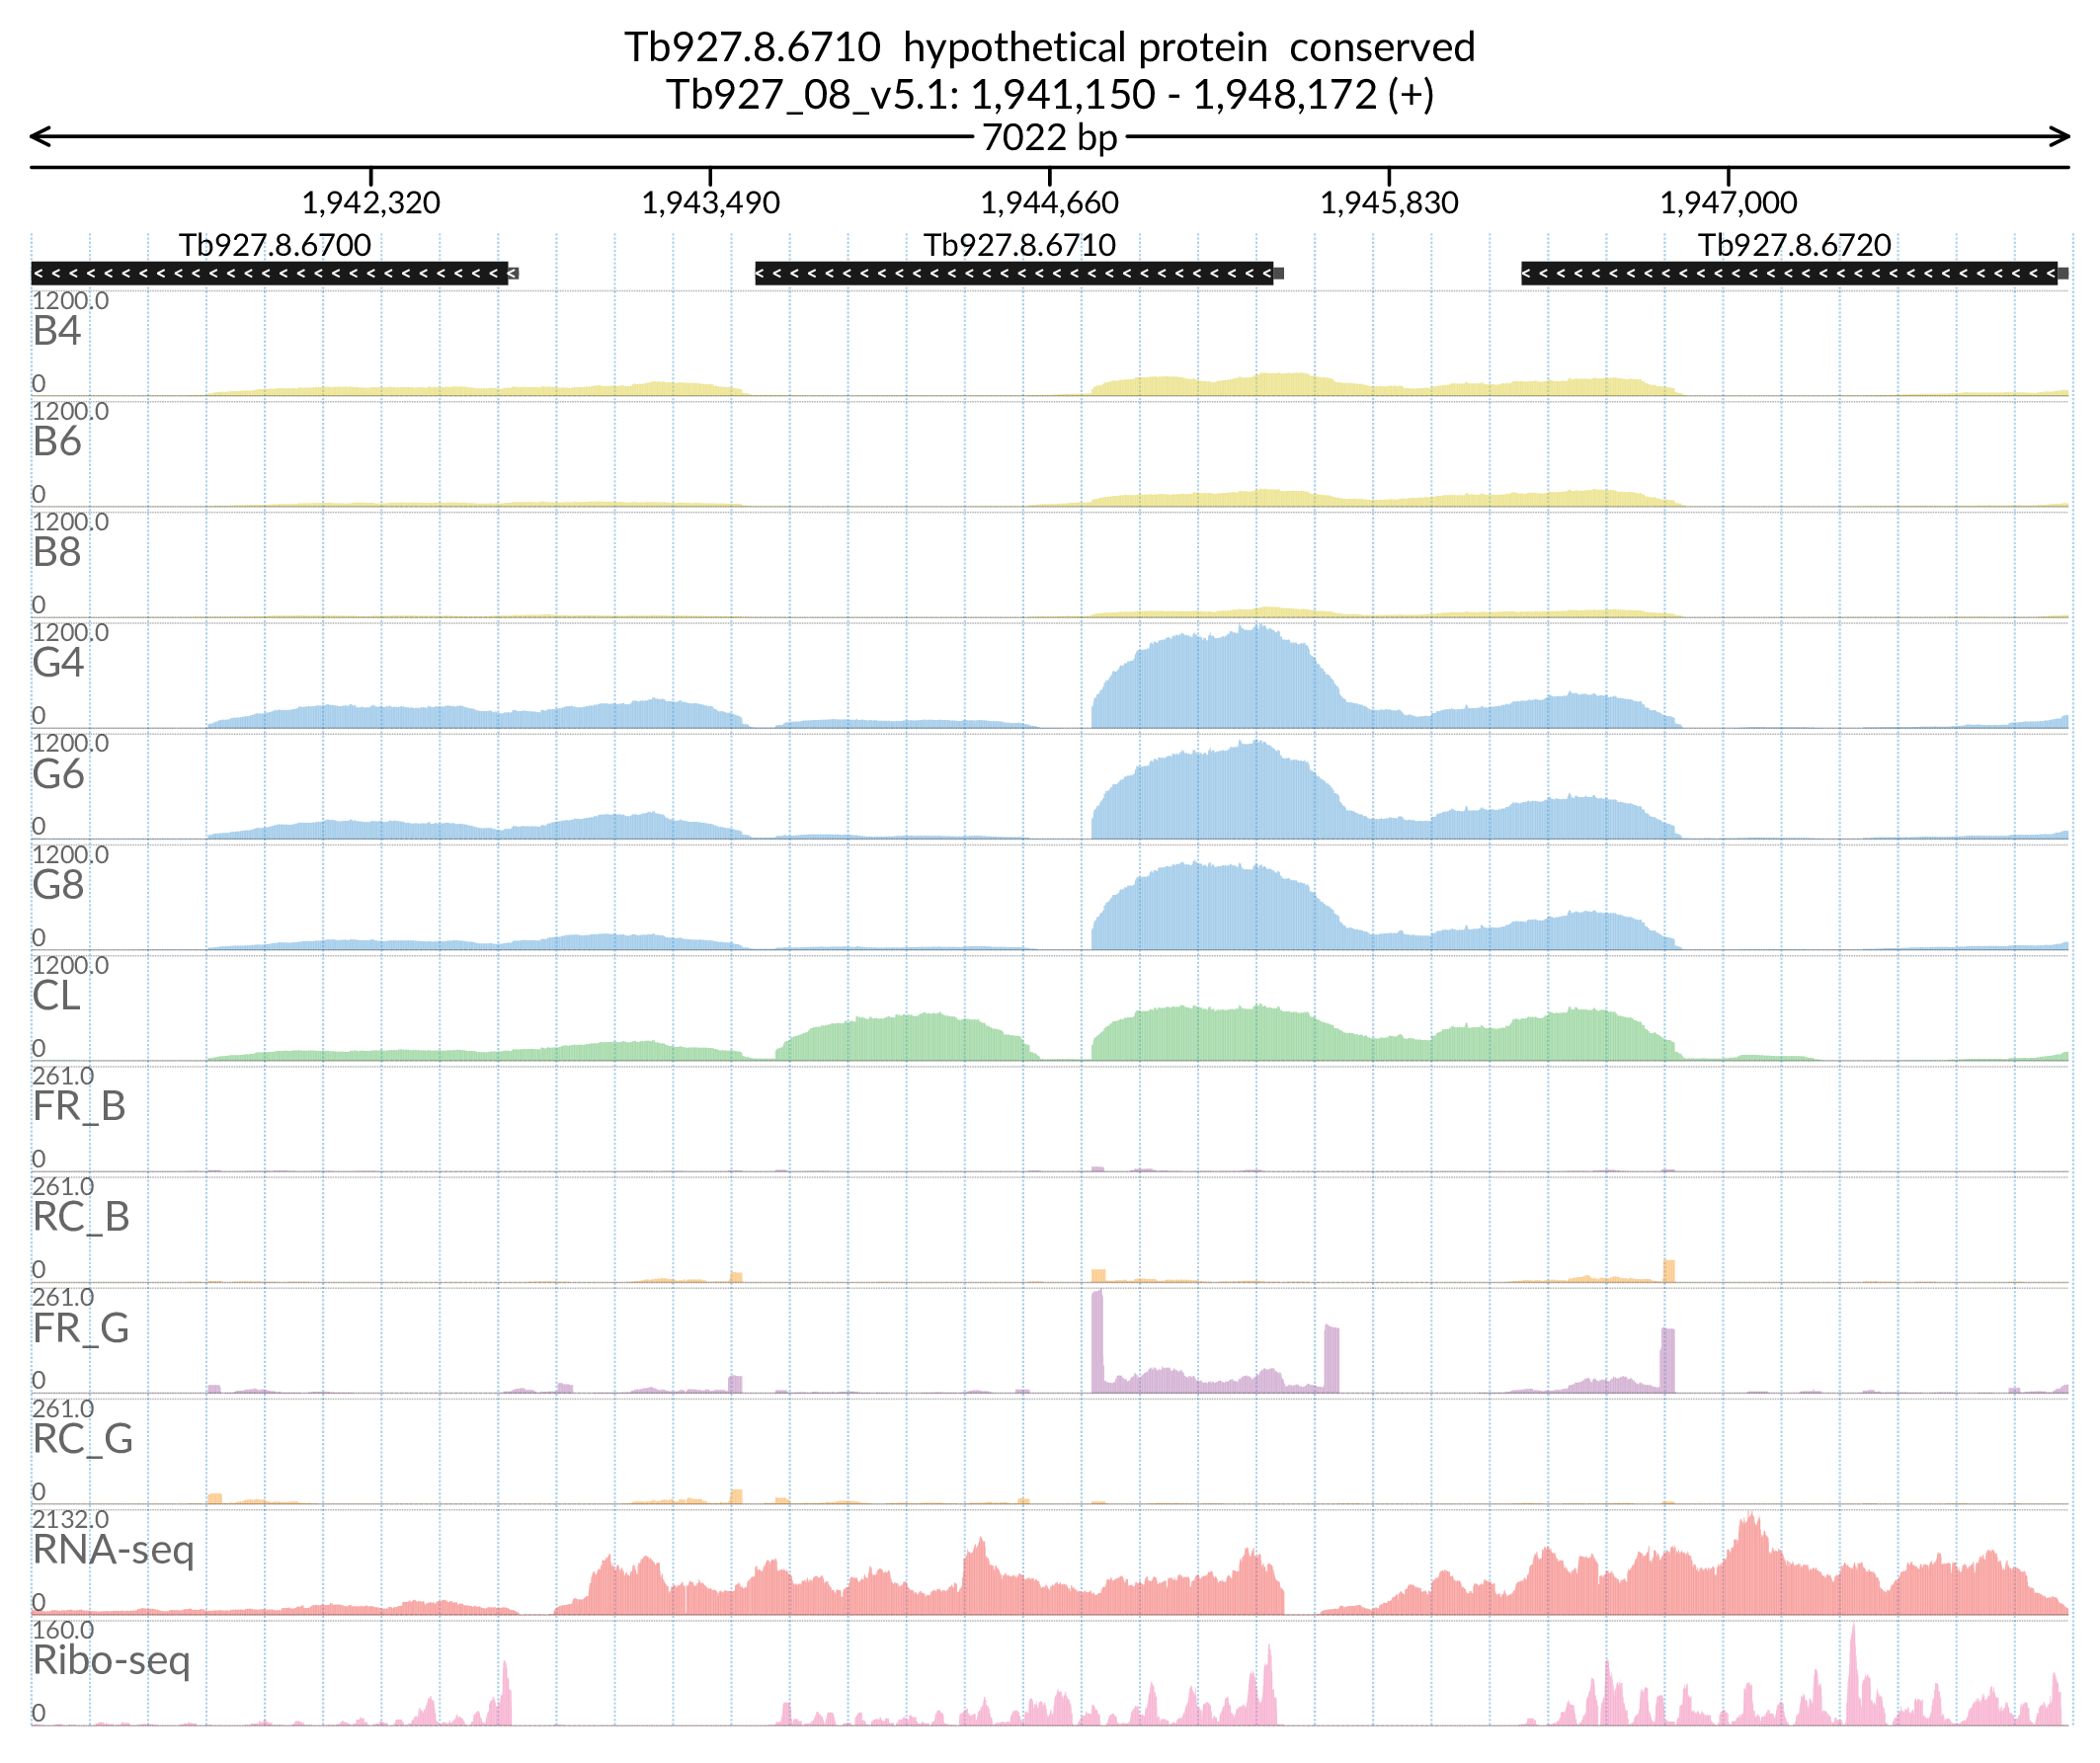 Tb927.8.6710  hypothetical protein  conserved
Tb927_08_v5.1: 1,941,150 - 1,948,172 (+)
7022 bp
1,942,320 1,943,490 1,944,660 1,945,830 1,947,000
Tb927.8.6700 Tb927.8.6710 Tb927.8.6720
1200.0
B4
0
1200.0
B6
0
1200.0
B8
0
1200.0
G4
0
1200.0
G6
0
1200.0
G8
0
1200.0
CL
0
261.0
FR_B
0
261.0
RC_B
0
261.0
FR_G
0
261.0
RC_G
0
2132.0
RNA-seq
0
160.0
Ribo-seq
0